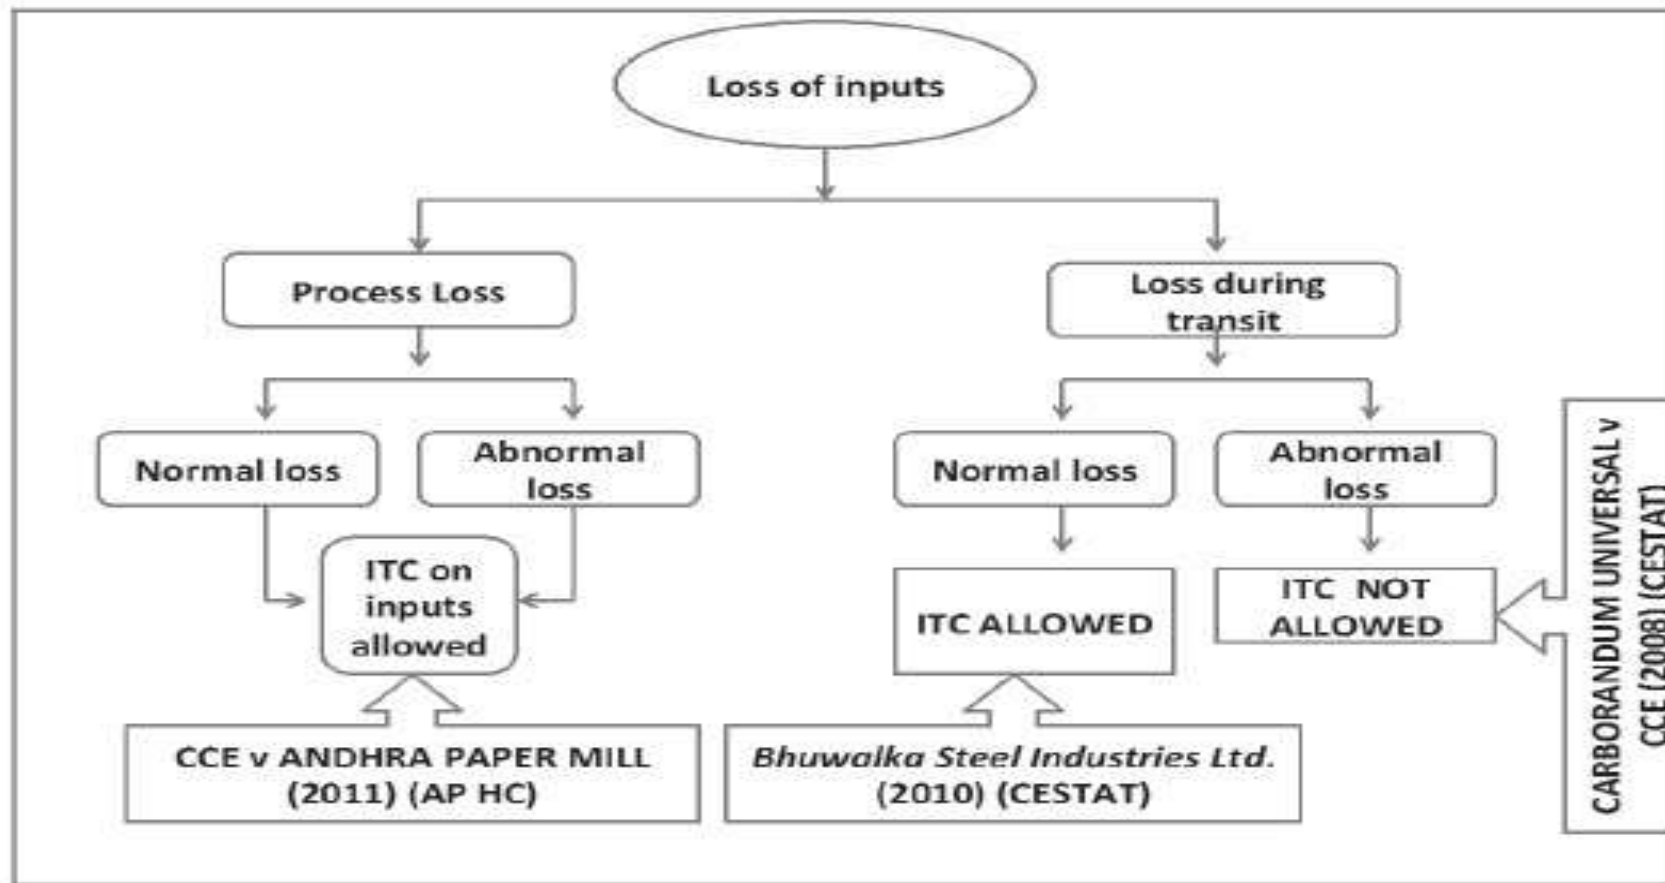 Loss of inputs
Process Loss
Loss during
transit
Normal loss
Abnormal
loss
Normal loss
Abnormal
loss
ITC on
inputs
allowed
ITC ALLOWED
ITC NOT
ALLOWED
CCE v ANDHRA PAPER MILL
(2011) (AP HC)
Bhuwalka Steel Industries Ltd.
(2010) (CESTAT)
CARBORANDUM UNIVERSAL v
CCE (2008) (CESTAT)